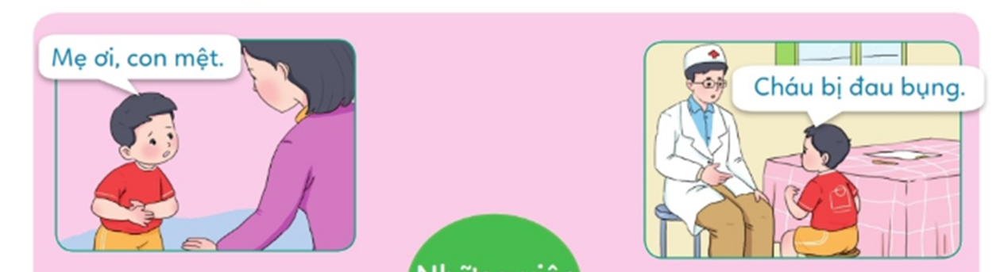 Mẹ ơi, con mệt.
Cháu bị đau bụng.